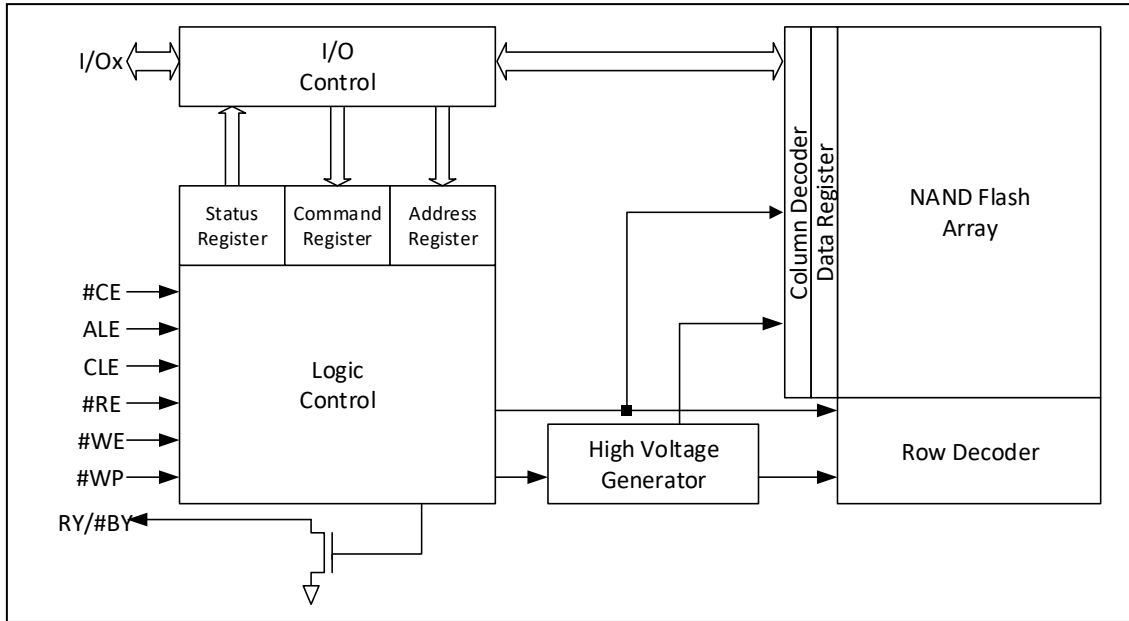 I/Ox
I/O
Control
Status
Register
Command
Register
Address
Register
Column Decoder
Data Register
NAND Flash
Array
#CE
ALE
CLE
#RE
#WE
#WP
Logic
Control
High Voltage
Generator
Row Decoder
RY/#BY